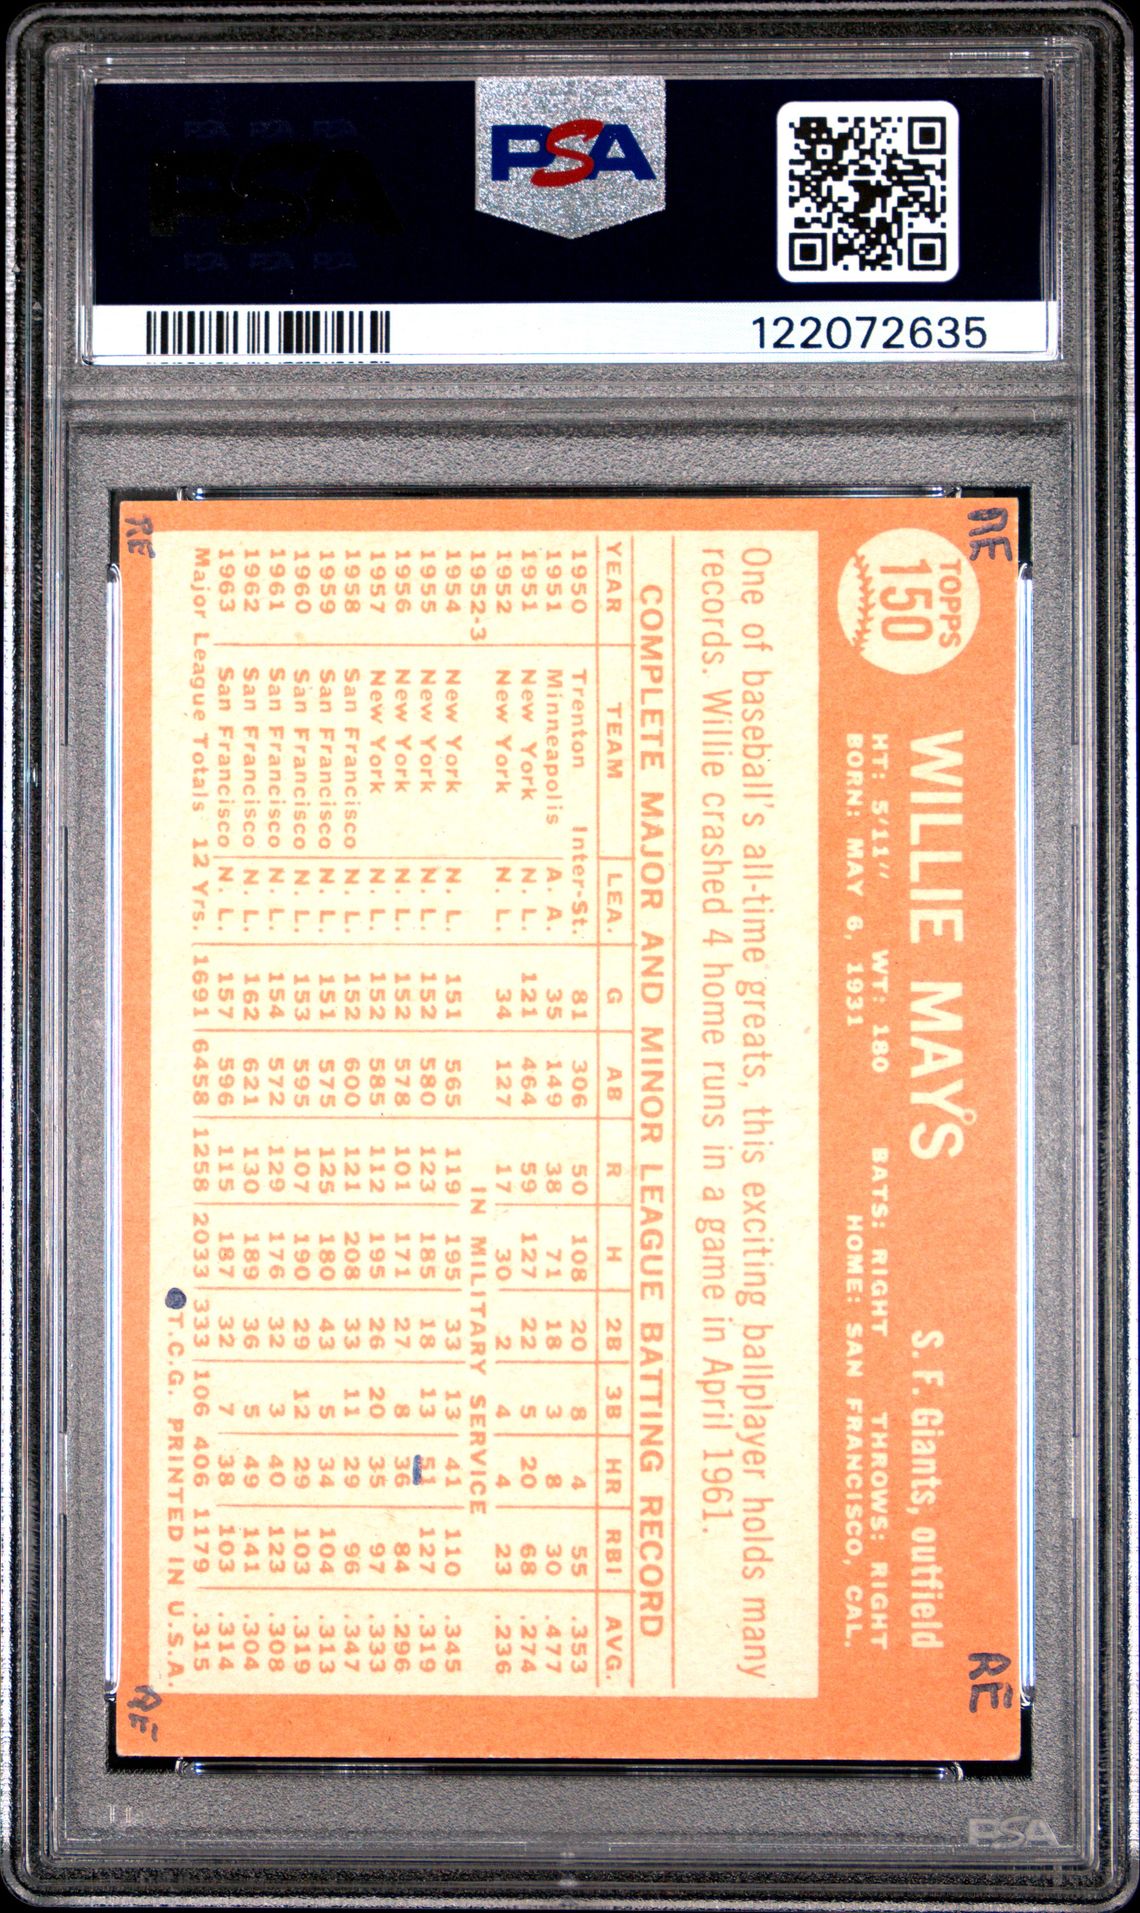 PSA
122072635
RE
RE
TOPPS
150
WILLIE MAYS
S. F. Giants, outfield
HT: 5'11" WT: 180 BATS: RIGHT THROWS: RIGHT
BORN: MAY 6, 1931 HOME: SAN FRANCISCO, CAL.
One of baseball's all-time greats, this exciting ballplayer holds many
records. Willie crashed 4 home runs in a game in April 1961.
COMPLETE MAJOR AND MINOR LEAGUE BATTING RECORD
YEAR TEAM LEA. G AB R H 2B 3B HR RBI AVG.
1950 Trenton Inter-St. 81 306 50 108 20 8 4 55 .353
1951 Minneapolis A. A. 35 149 38 71 18 3 8 30 .477
1951 New York N. L. 121 464 59 127 22 5 20 68 .274
1952 New York N. L. 34 127 17 30 2 4 4 23 .236
1952-3 IN MILITARY SERVICE
1954 New York N. L. 151 565 119 195 33 13 41 110 .345
1955 New York N. L. 152 580 123 185 18 13 51 127 .319
1956 New York N. L. 152 578 101 171 27 8 36 84 .296
1957 New York N. L. 152 585 112 195 26 20 35 97 .333
1958 San Francisco N. L. 152 600 121 208 33 11 29 96 .347
1959 San Francisco N. L. 151 575 125 180 43 5 34 104 .313
1960 San Francisco N. L. 153 595 107 190 29 12 29 103 .319
1961 San Francisco N. L. 154 572 129 176 32 3 40 123 .308
1962 San Francisco N. L. 162 621 130 189 36 5 49 141 .304
1963 San Francisco N. L. 157 596 115 187 32 7 38 103 .314
Major League Totals 12 Yrs. 1691 6458 1258 2033 333 106 406 1179 .315
T.C.G. PRINTED IN U.S.A.
RE
RE
PSA